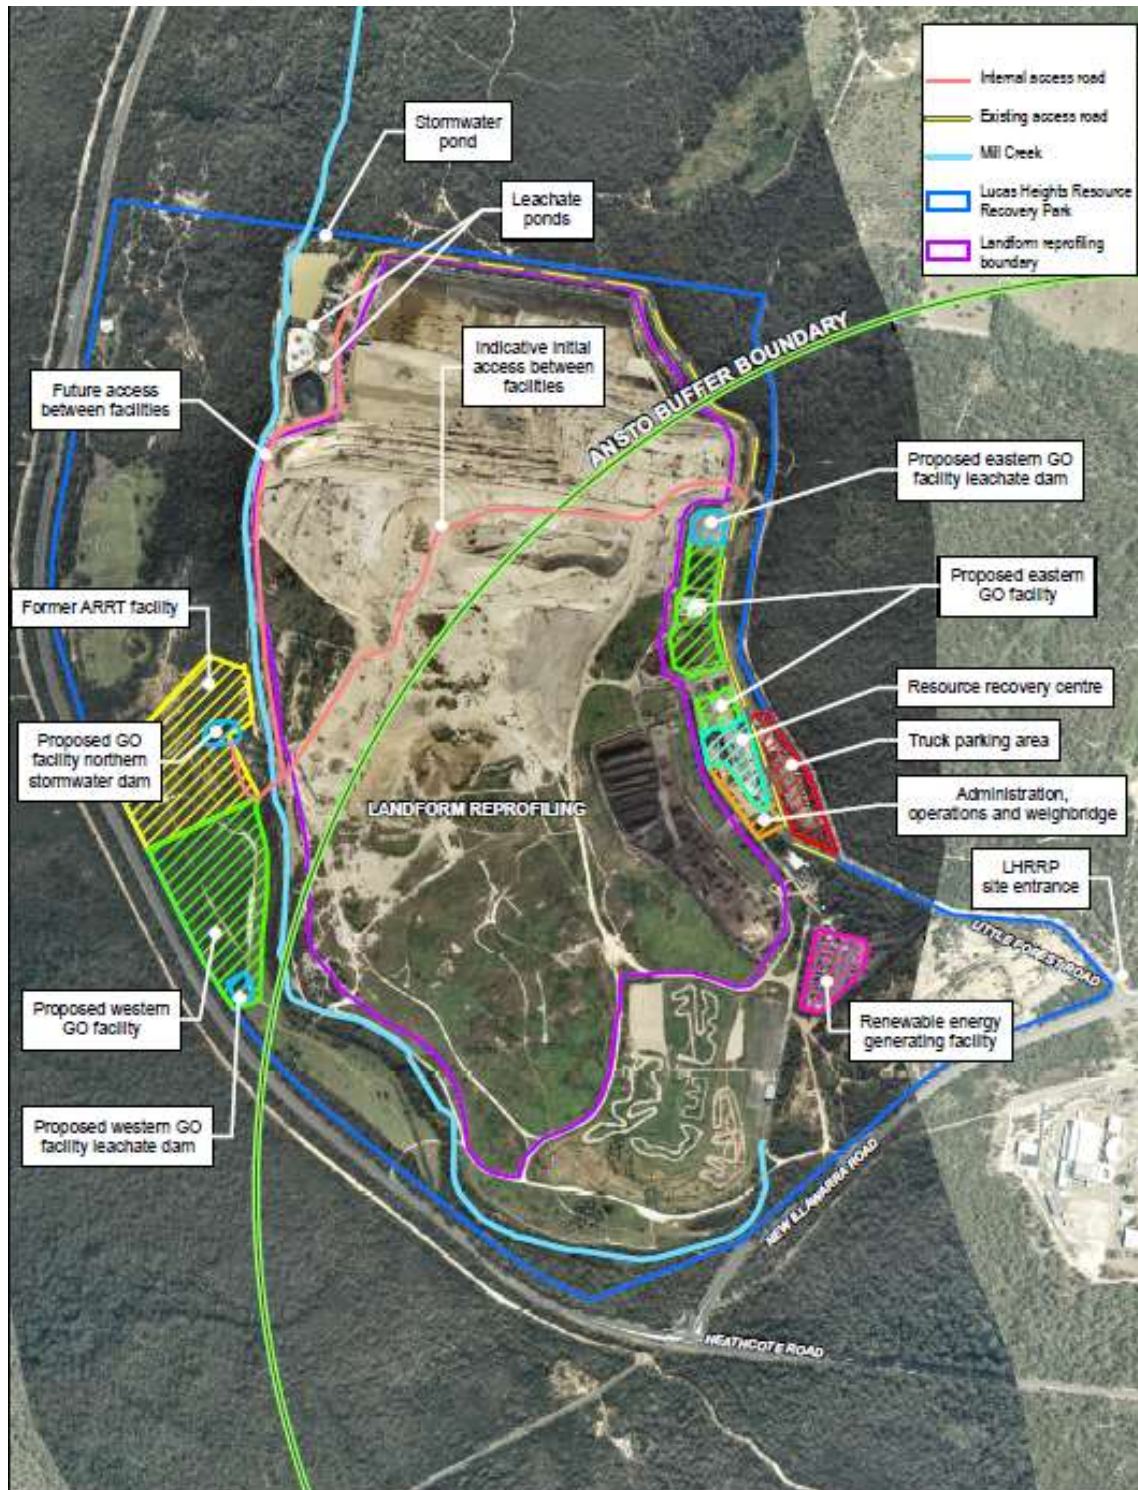 Internal access road
Existing access road
Mill Creek
Lucas Heights Resource
Recovery Park
Landform reprofiling
boundary
Stormwater
pond
Leachate
ponds
Indicative initial
access between
facilities
ANSTO BUFFER BOUNDARY
Future access
between facilities
Proposed eastern GO
facility leachate dam
Proposed eastern
GO facility
Former ARRT facility
Resource recovery centre
Proposed GO
facility northern
stormwater dam
Truck parking area
LANDFORM REPROFILING
Administration,
operations and weighbridge
LHRRP
site entrance
LITTLE FOREST ROAD
Proposed western
GO facility
Renewable energy
generating facility
Proposed western GO
facility leachate dam
NEW ILLAWARRA ROAD
HEATHCOTE ROAD